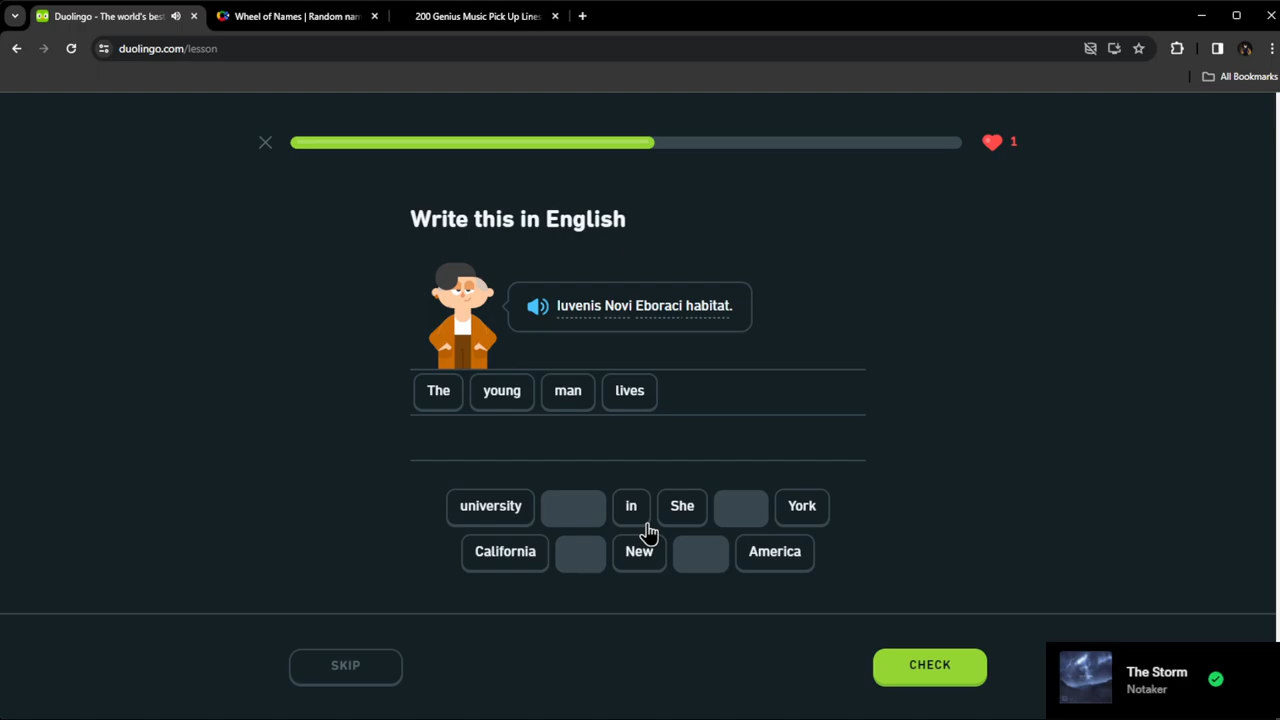 Duolingo - The world's best
Wheel of Names | Random nam
200 Genius Music Pick Up Lines
duolingo.com/lesson
All Bookmarks
1
Write this in English
Iuvenis Novi Eboraci habitat.
The young man lives
university in She York
California New America
SKIP
CHECK
The Storm
Notaker